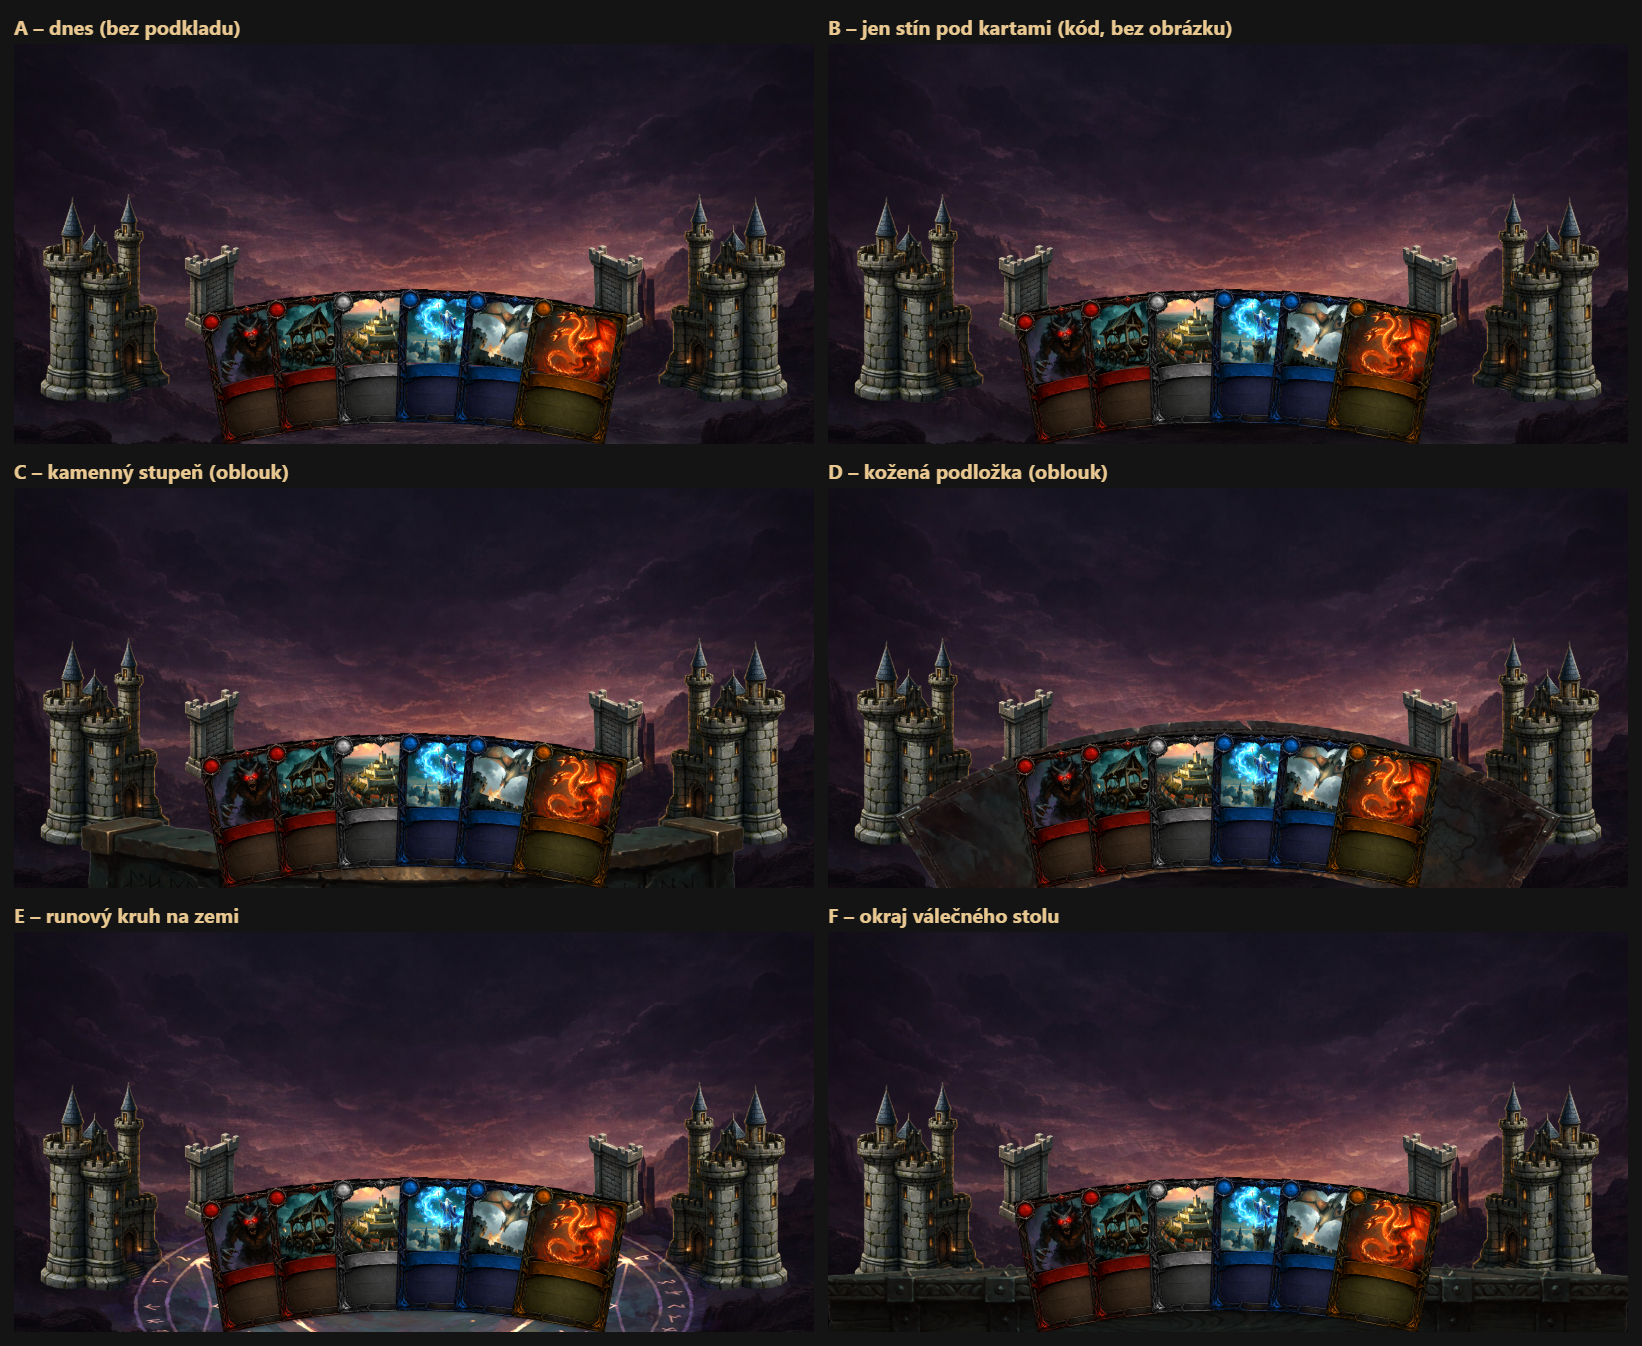 A – dnes (bez podkladu)
B – jen stín pod kartami (kód, bez obrázku)
C – kamenný stupeň (oblouk)
D – kožená podložka (oblouk)
E – runový kruh na zemi
F – okraj válečného stolu